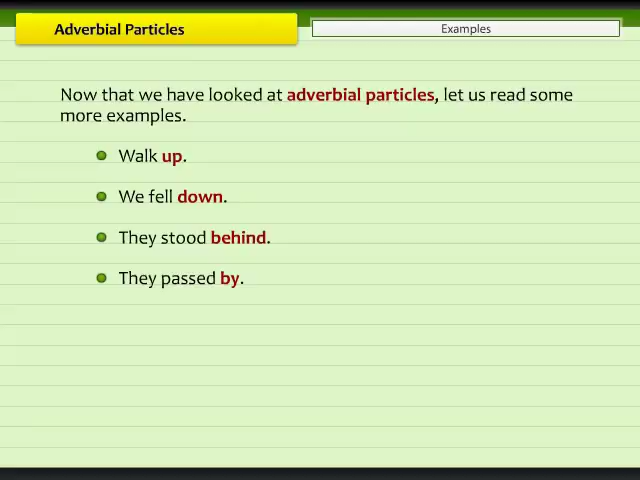 Adverbial Particles
Examples
Now that we have looked at adverbial particles, let us read some
more examples.
Walk up.
We fell down.
They stood behind.
They passed by.